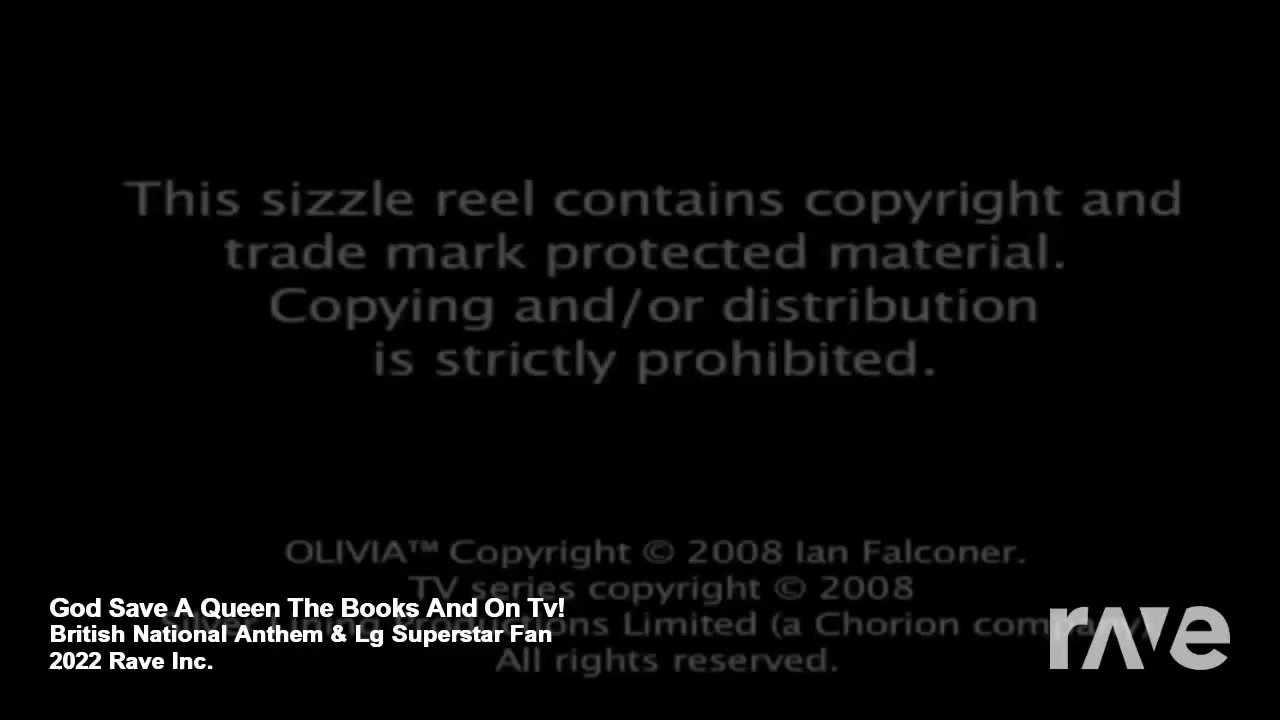 This sizzle reel contains copyright and
trade mark protected material.
Copying and/or distribution
is strictly prohibited.
OLIVIA™ Copyright © 2008 Ian Falconer.
TV series copyright © 2008
Limited (a Chorion
All rights reserved.
God Save A Queen The Books And On Tv!
British National Anthem & Lg Superstar Fan
2022 Rave Inc.
rave